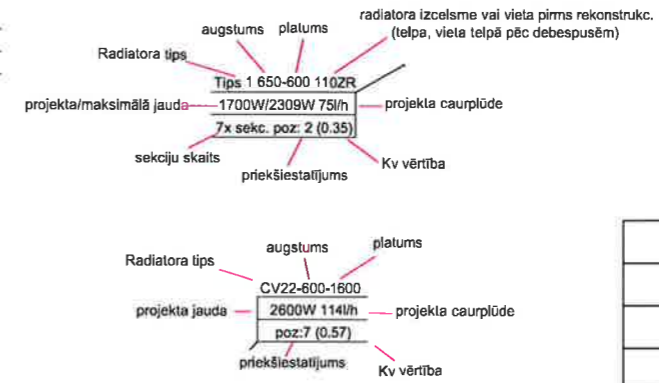 radiatora izcelsme vai vieta pirms rekonstrukc.
(telpa, vieta telpā pēc debespusēm)
augstums platums
Radiatora tips
Tips 1 650-600 110ZR
projekta/maksimālā jauda 1700W/2309W 75l/h projekta caurplūde
7x sekc. poz: 2 (0.35)
sekciju skaits Kv vērtība
priekšiestatījums
augstums platums
Radiatora tips
CV22-600-1600
projekta jauda 2600W 114l/h projekta caurplūde
poz:7 (0.57)
priekšiestatījums
Kv vērtība